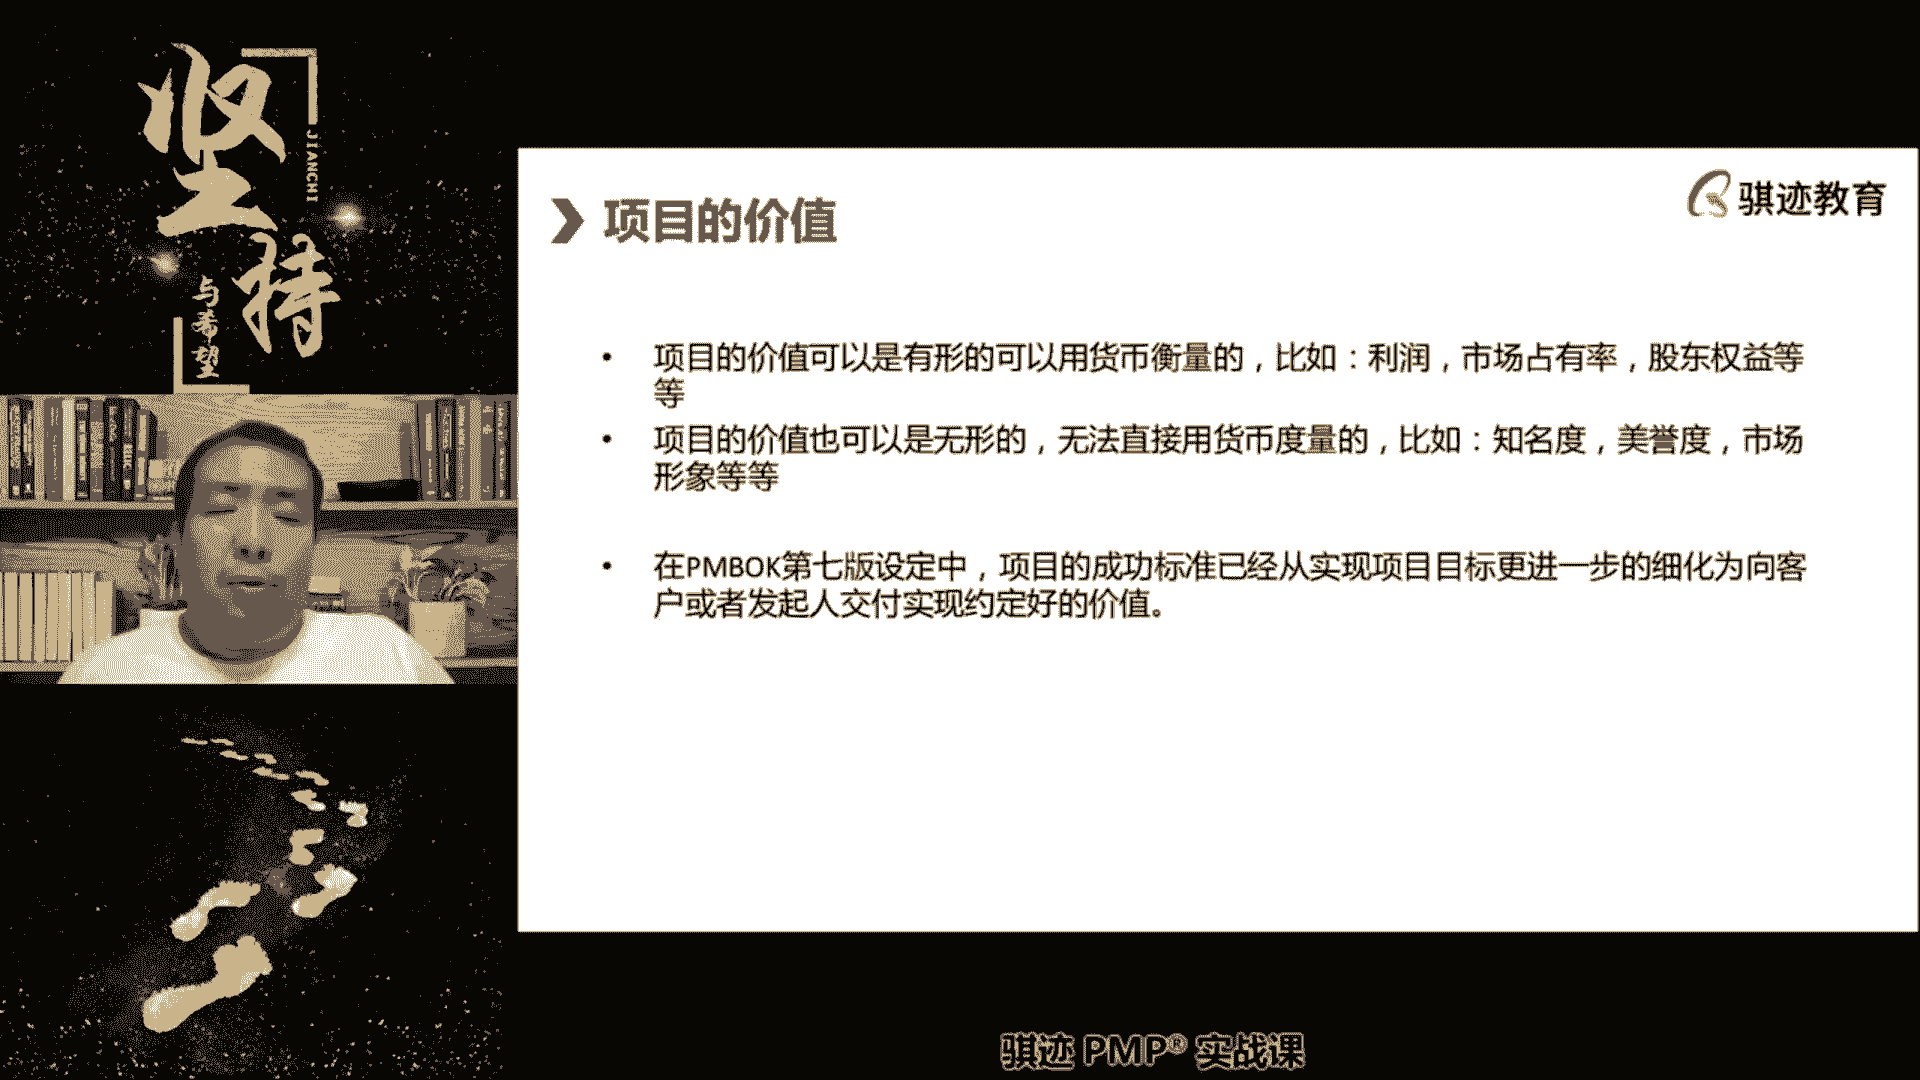 坚持
JIANCHI
与希望
骐迹教育
项目的价值
• 项目的价值可以是有形的可以用货币衡量的，比如：利润，市场占有率，股东权益等
等
• 项目的价值也可以是无形的，无法直接用货币度量的，比如：知名度，美誉度，市场
形象等等
• 在PMBOK第七版设定中，项目的成功标准已经从实现项目目标更进一步的细化为向客
户或者发起人交付实现约定好的价值。
骐迹 PMP® 实战课